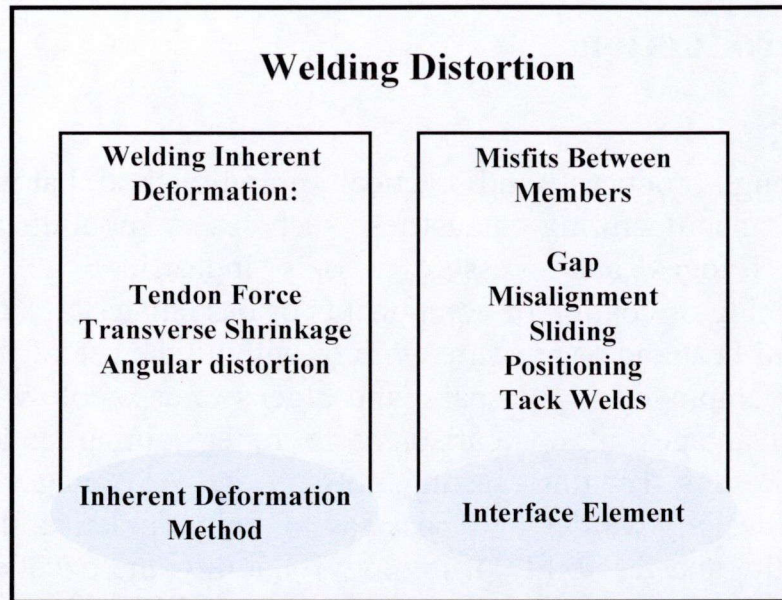 Welding Distortion
Welding Inherent
Deformation:
Tendon Force
Transverse Shrinkage
Angular distortion
Inherent Deformation
Method
Misfits Between
Members
Gap
Misalignment
Sliding
Positioning
Tack Welds
Interface Element